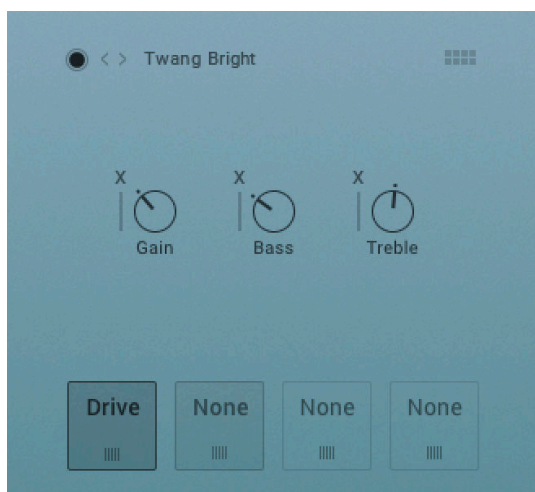 < > Twang Bright
X X X
Gain Bass Treble
Drive None None None